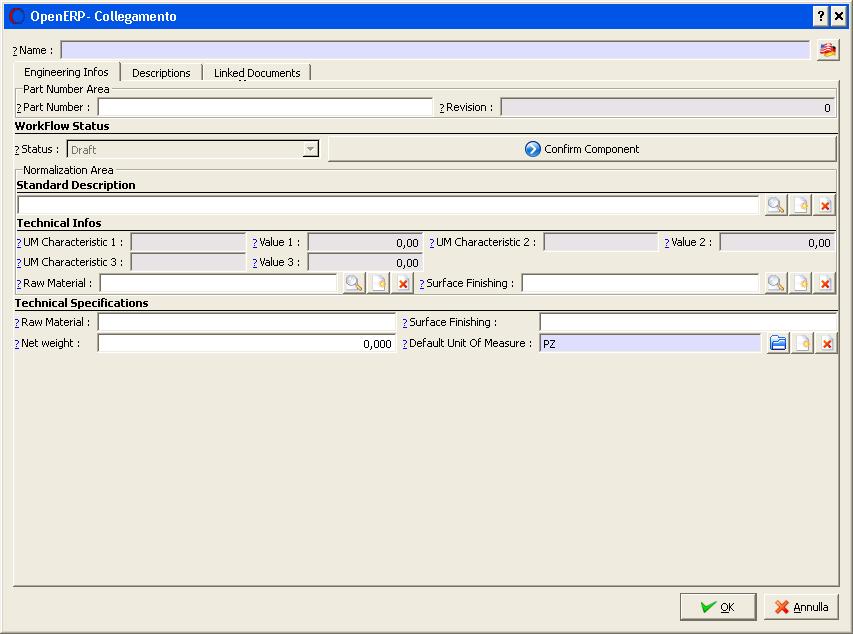 OpenERP- Collegamento ?
? Name :
Engineering Infos Descriptions Linked Documents
Part Number Area
? Part Number : ? Revision : 0
WorkFlow Status
? Status : Draft Confirm Component
Normalization Area
Standard Description
Technical Infos
? UM Characteristic 1 : ? Value 1 : 0,00 ? UM Characteristic 2 : ? Value 2 : 0,00
? UM Characteristic 3 : ? Value 3 : 0,00
? Raw Material : ? Surface Finishing :
Technical Specifications
? Raw Material : ? Surface Finishing :
? Net weight : 0,000 ? Default Unit Of Measure : PZ
OK Annulla